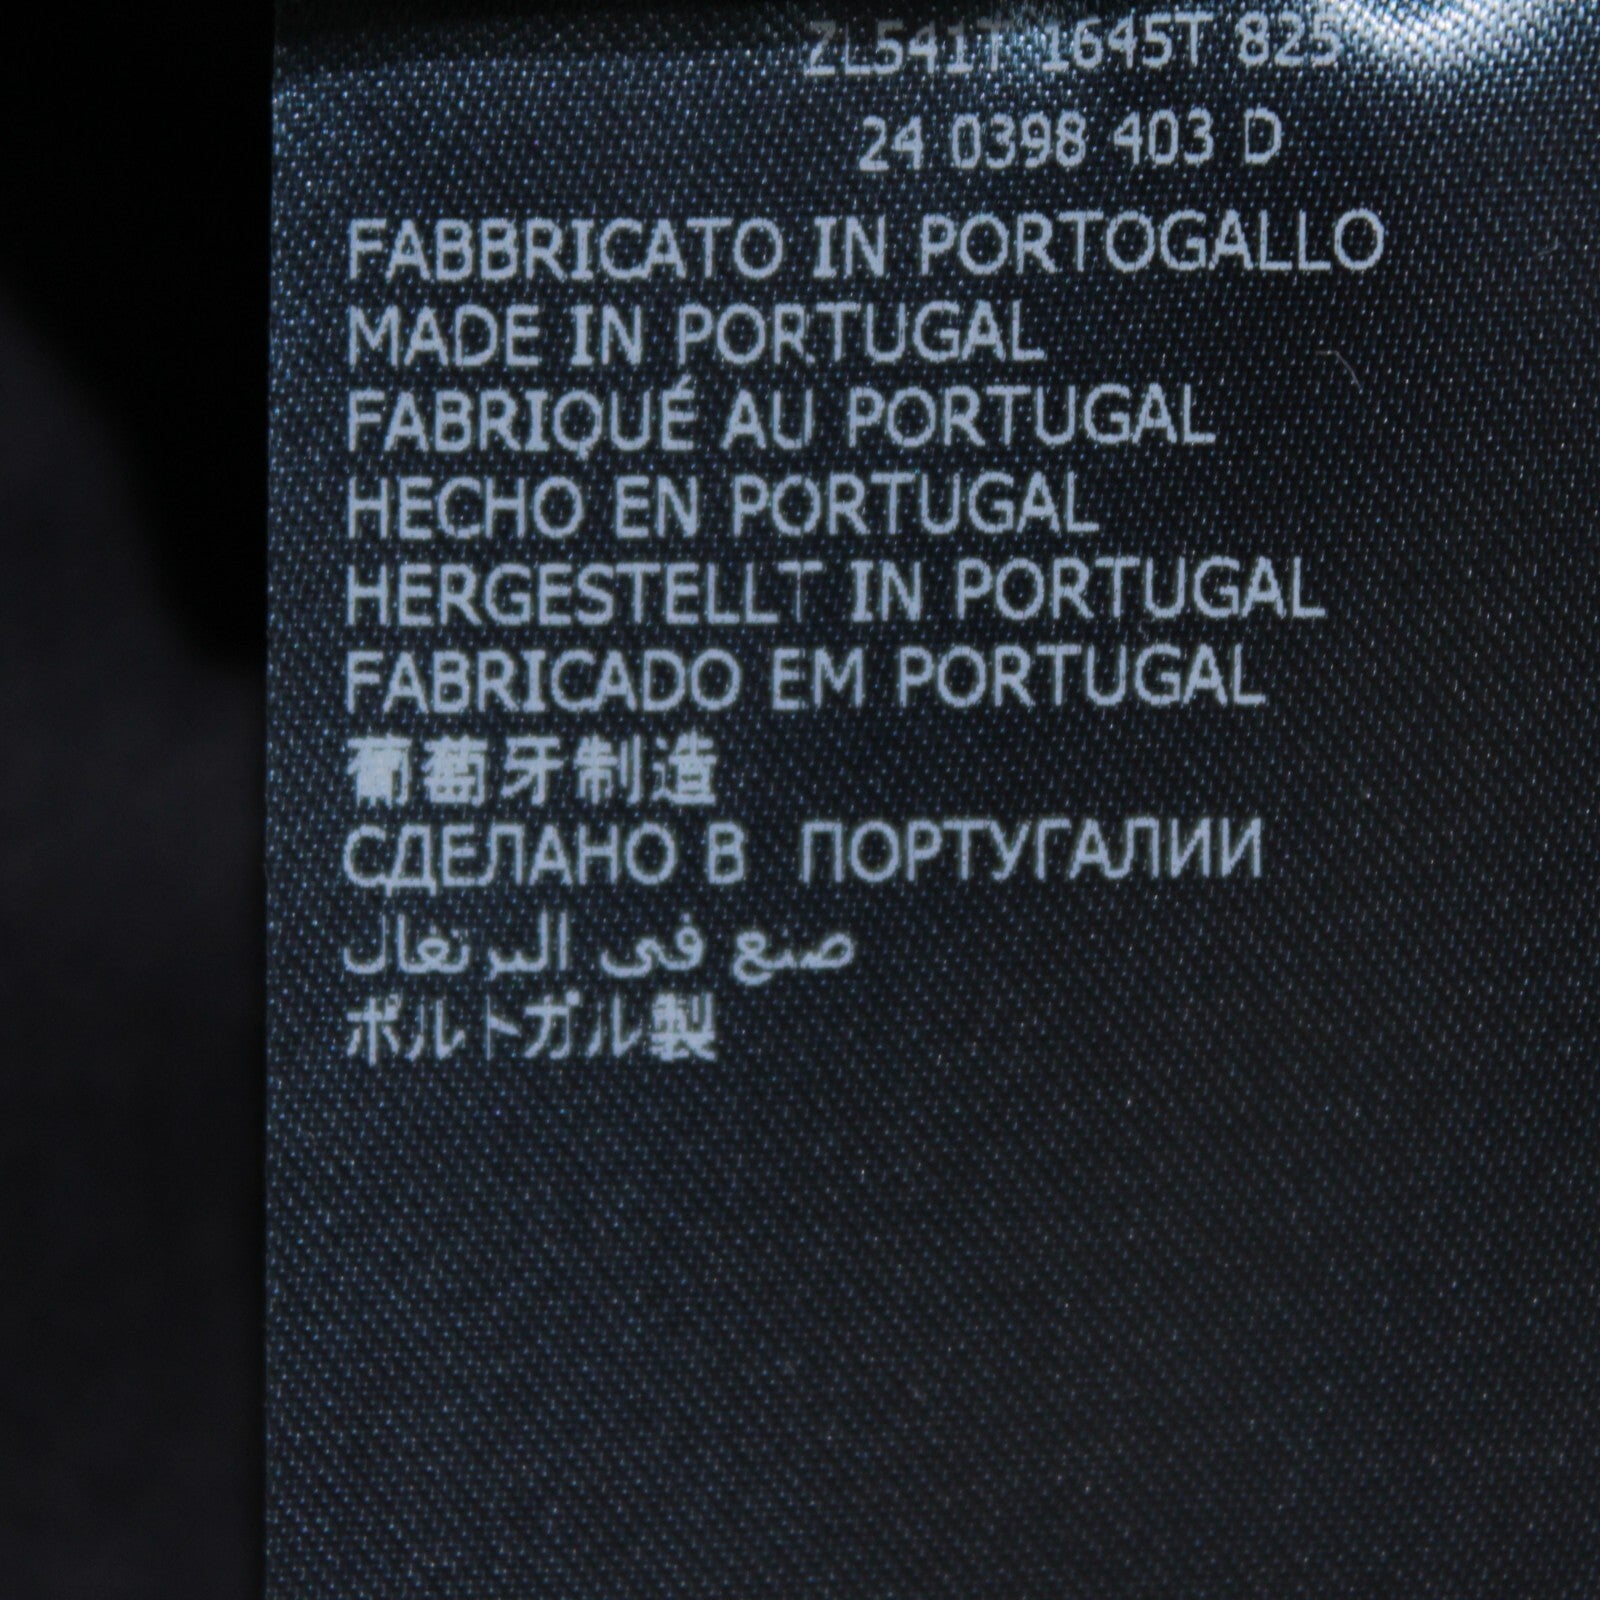 ZL541T 1645T 825
24 0398 403 D
FABBRICATO IN PORTOGALLO
MADE IN PORTUGAL
FABRIQUÉ AU PORTUGAL
HECHO EN PORTUGAL
HERGESTELLT IN PORTUGAL
FABRICADO EM PORTUGAL
葡萄牙制造
СДЕЛАНО В ПОРТУГАЛИИ
صنع في البرتغال
ポルトガル製